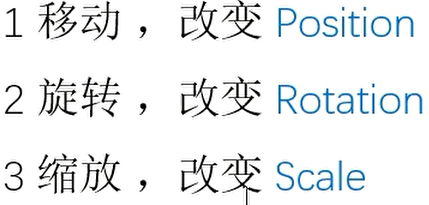 1 移动 ，改变 Position
2 旋转 ，改变 Rotation
3 缩放 ，改变 Scale